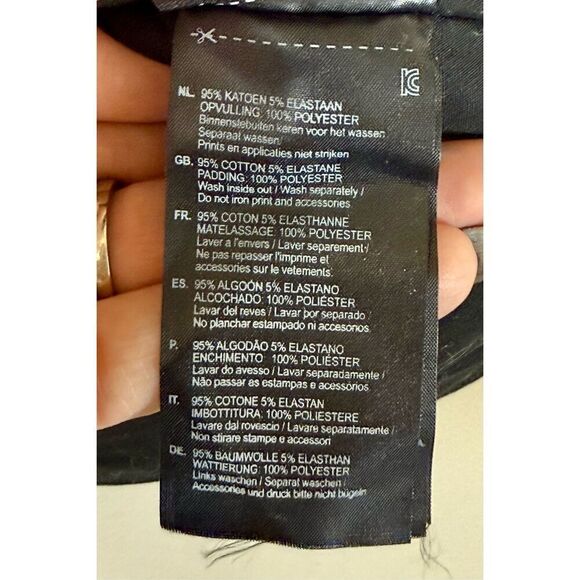 NL. 95% KATOEN 5% ELASTAAN
OPVULLING: 100% POLYESTER
Binnenstebuiten keren voor het wassen
Separaat wassen
Prints en applicaties niet strijken
GB. 95% COTTON 5% ELASTANE
PADDING: 100% POLYESTER
Wash inside out / Wash separately /
Do not iron print and accessories
FR. 95% COTON 5% ELASTHANNE
MATELASSAGE: 100% POLYESTER
Laver a l'envers / Laver separement /
Ne pas repasser l'imprime et
accessories sur le vetements.
ES. 95% ALGOÓN 5% ELASTANO
ALCOCHADO: 100% POLIÉSTER
Lavar del reves / Lavar por separado /
No planchar estampado ni accesorios.
P. 95% ALGODÃO 5% ELASTANO
ENCHIMENTO: 100% POLIÉSTER
Lavar do avesso / Lavar separadamente /
Não passar es estampas e acessórios
IT. 95% COTONE 5% ELASTAN
IMBOTTITURA: 100% POLIESTERE
Lavare dal rovescio / Lavare separatamente /
Non stirare stampe e accessori
DE. 95% BAUMWOLLE 5% ELASTHAN
WATTIERUNG: 100% POLYESTER
Links waschen / Separat waschen /
Accessories und druck bitte nicht bügeln